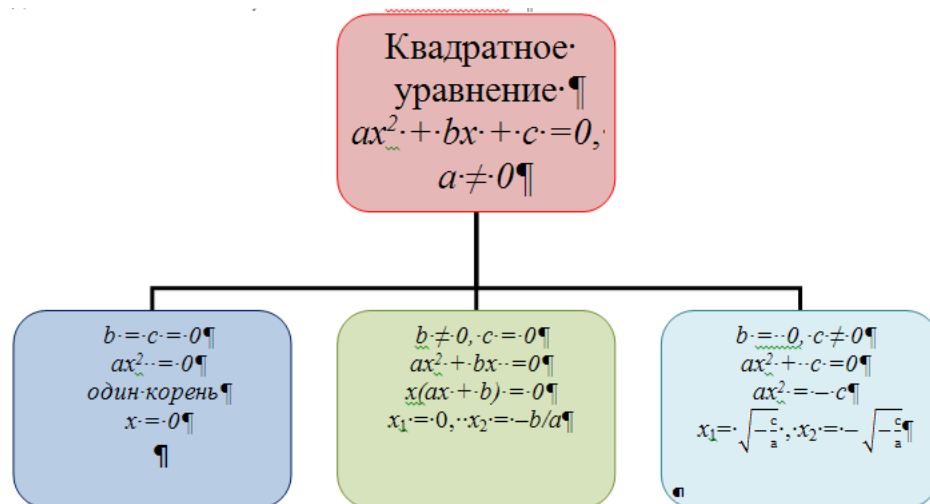 Квадратное
уравнение
ax² + bx + c =0,
a ≠ 0
b = c = 0
ax² = 0
один корень
x = 0
b ≠ 0, c = 0
ax² + bx =0
x(ax + b) = 0
x₁ = 0, x₂ = –b/a
b = 0, c ≠ 0
ax² + c = 0
ax² = – c
x₁= √(–c/a) , x₂ = – √(–c/a)